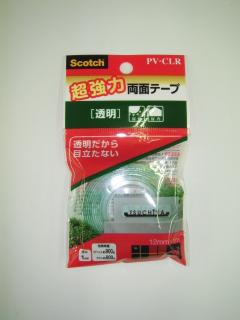 Scotch
PV-CLR
超強力
両面テープ
[透明]
透明だから
目立たない
TSUCHIYA
12mm